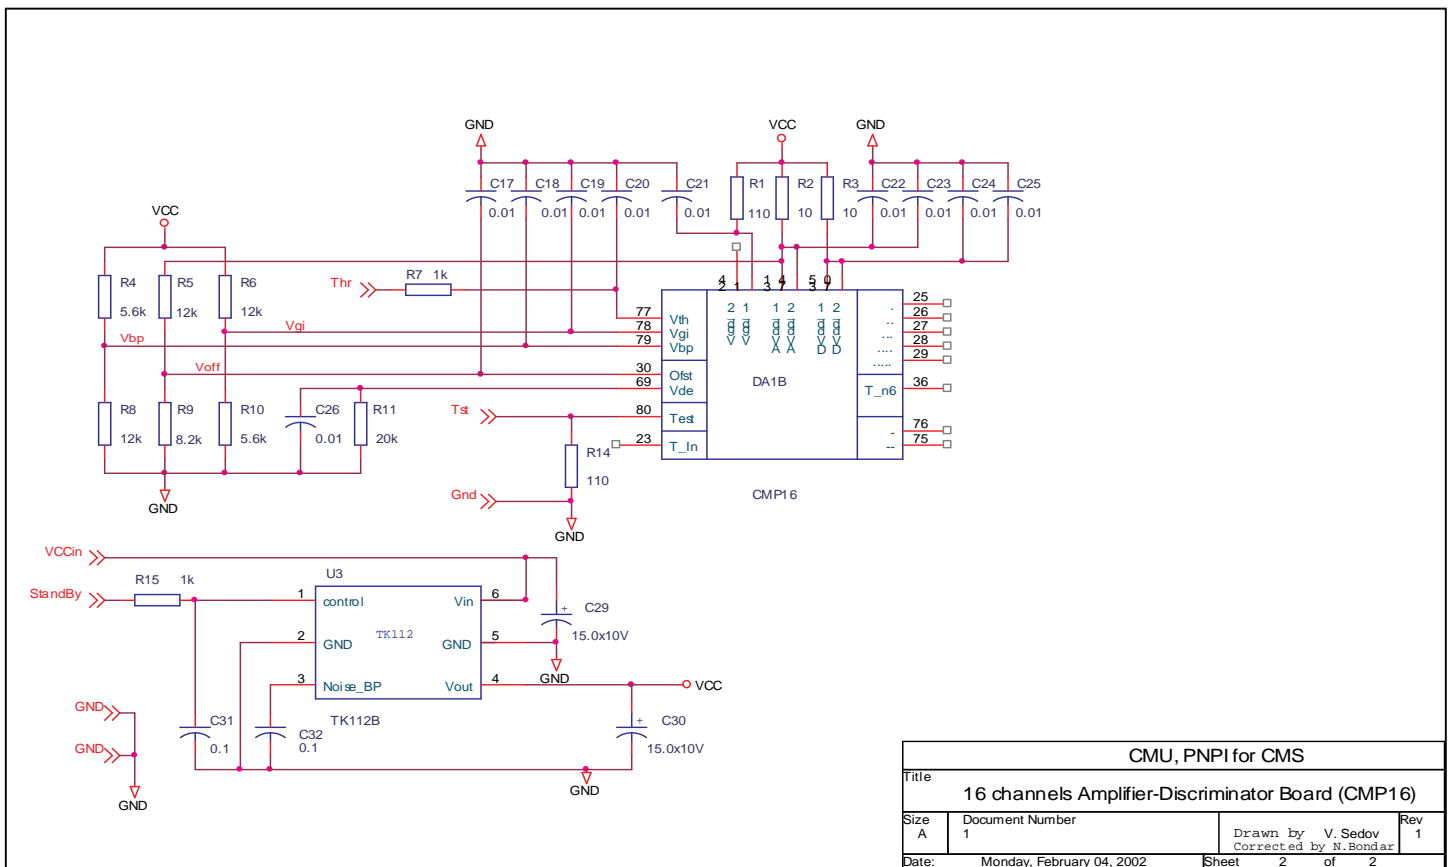 GND
VCC
GND
C17
C18
C19
C20
C21
R1
R2
R3
C22
C23
C24
C25
0.01
0.01
0.01
0.01
0.01
110
10
10
0.01
0.01
0.01
0.01
VCC
R4
R5
R6
5.6k
12k
12k
Thr
R7 1k
Vgi
Vbp
Voff
77
78
79
30
69
80
23
Vth
Vgi
Vbp
Ofst
Vde
Test
T_In
DA1B
25
26
27
28
29
.
..
...
....
.....
T_n6
36
-
76
--
75
R8
R9
R10
C26
R11
12k
8.2k
5.6k
0.01
20k
Tst
R14
110
CMP16
Gnd
GND
GND
VCCin
StandBy
R15 1k
U3
1
control
Vin
6
2
GND
TK112
GND
5
3
Noise_BP
Vout
4
TK112B
C29
15.0x10V
+
GND
VCC
C30
15.0x10V
+
C31
0.1
C32
0.1
GND
GND
GND
GND
CMU, PNPI for CMS
Title
16 channels Amplifier-Discriminator Board (CMP16)
Size
A
Document Number
1
Drawn by V. Sedov
Corrected by N.Bondar
Rev
1
Date: Monday, February 04, 2002
Sheet 2 of 2